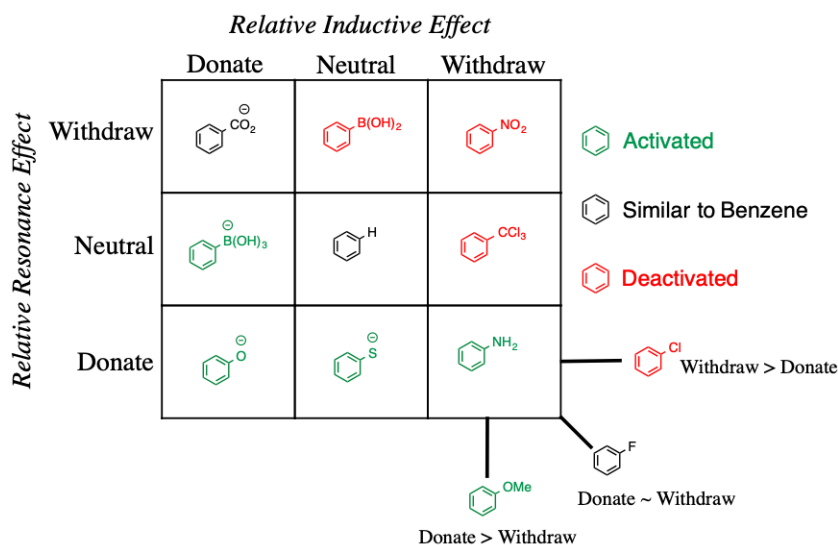 Relative Inductive Effect
Donate Neutral Withdraw
Relative Resonance Effect
Withdraw
⊖
CO2
B(OH)2
NO2
Activated
Similar to Benzene
Neutral
⊖
B(OH)3
H
CCl3
Deactivated
Donate
⊖
O
⊖
S
NH2
Cl
Withdraw > Donate
F
Donate ~ Withdraw
OMe
Donate > Withdraw